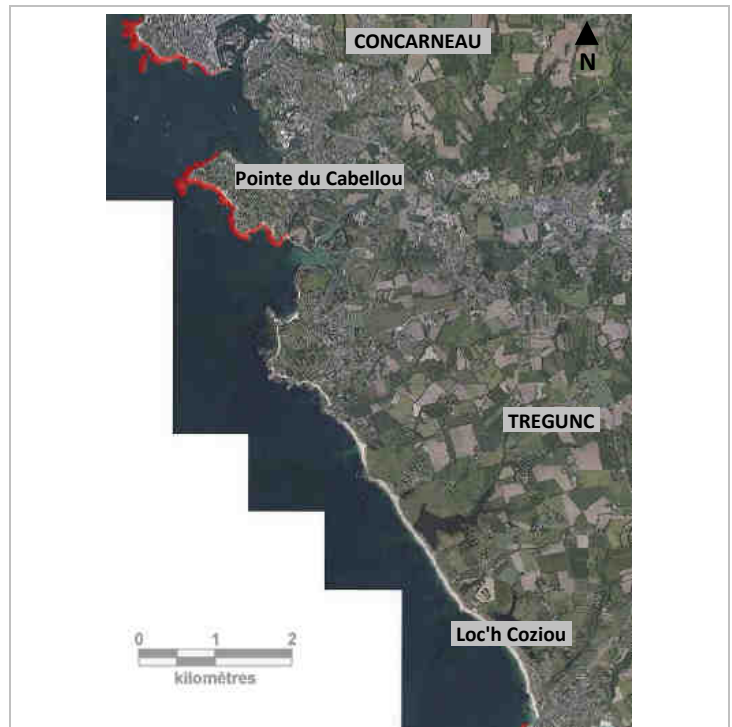 CONCARNEAU
N
Pointe du Cabellou
TREGUNC
Loc'h Coziou
0 1 2
kilomètres